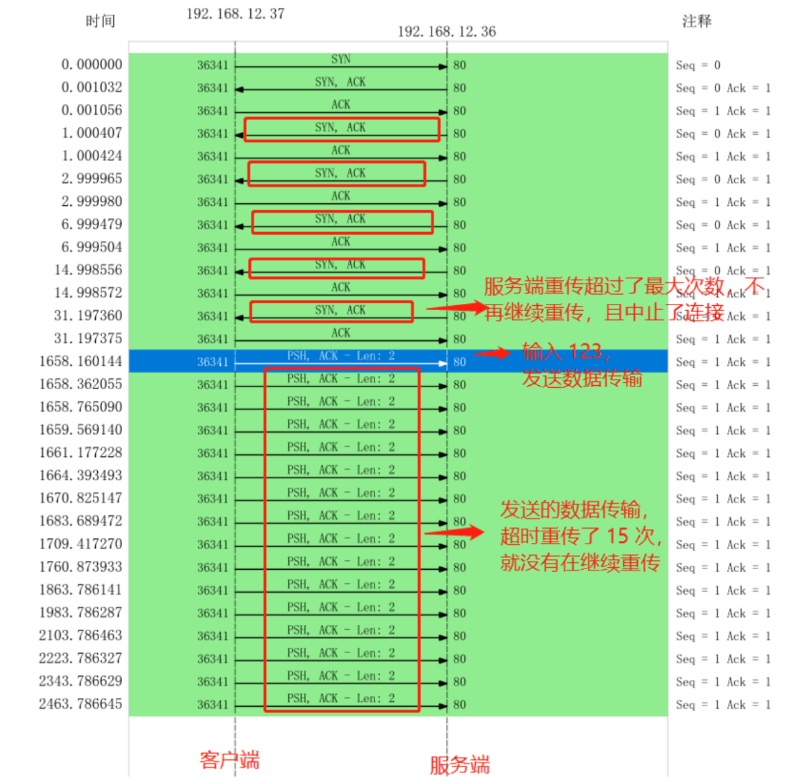 时间 192.168.12.37 192.168.12.36 注释
0.000000 36341 SYN 80 Seq = 0
0.001032 36341 SYN, ACK 80 Seq = 0 Ack = 1
0.001056 36341 ACK 80 Seq = 1 Ack = 1
1.000407 36341 SYN, ACK 80 Seq = 0 Ack = 1
1.000424 36341 ACK 80 Seq = 1 Ack = 1
2.999965 36341 SYN, ACK 80 Seq = 0 Ack = 1
2.999980 36341 ACK 80 Seq = 1 Ack = 1
6.999479 36341 SYN, ACK 80 Seq = 0 Ack = 1
6.999504 36341 ACK 80 Seq = 1 Ack = 1
14.998556 36341 SYN, ACK 80 Seq = 0 Ack = 1
14.998572 36341 ACK 80 Seq = 1 Ack = 1
31.197360 36341 SYN, ACK 80 Seq = 0 Ack = 1
服务端重传超过了最大次数，不
再继续重传，且中止了连接
31.197375 36341 ACK 80 Seq = 1 Ack = 1
1658.160144 36341 PSH, ACK - Len: 2 80 Seq = 1 Ack = 1
输入 123，
发送数据传输
1658.362055 36341 PSH, ACK - Len: 2 80 Seq = 1 Ack = 1
1658.765090 36341 PSH, ACK - Len: 2 80 Seq = 1 Ack = 1
1659.569140 36341 PSH, ACK - Len: 2 80 Seq = 1 Ack = 1
1661.177228 36341 PSH, ACK - Len: 2 80 Seq = 1 Ack = 1
1664.393493 36341 PSH, ACK - Len: 2 80 Seq = 1 Ack = 1
1670.825147 36341 PSH, ACK - Len: 2 80 Seq = 1 Ack = 1
1683.689472 36341 PSH, ACK - Len: 2 80 Seq = 1 Ack = 1
1709.417270 36341 PSH, ACK - Len: 2 80 Seq = 1 Ack = 1
1760.873933 36341 PSH, ACK - Len: 2 80 Seq = 1 Ack = 1
发送的数据传输，
超时重传了 15 次，
就没有在继续重传
1863.786141 36341 PSH, ACK - Len: 2 80 Seq = 1 Ack = 1
1983.786287 36341 PSH, ACK - Len: 2 80 Seq = 1 Ack = 1
2103.786463 36341 PSH, ACK - Len: 2 80 Seq = 1 Ack = 1
2223.786327 36341 PSH, ACK - Len: 2 80 Seq = 1 Ack = 1
2343.786629 36341 PSH, ACK - Len: 2 80 Seq = 1 Ack = 1
2463.786645 36341 PSH, ACK - Len: 2 80 Seq = 1 Ack = 1
客户端 服务端